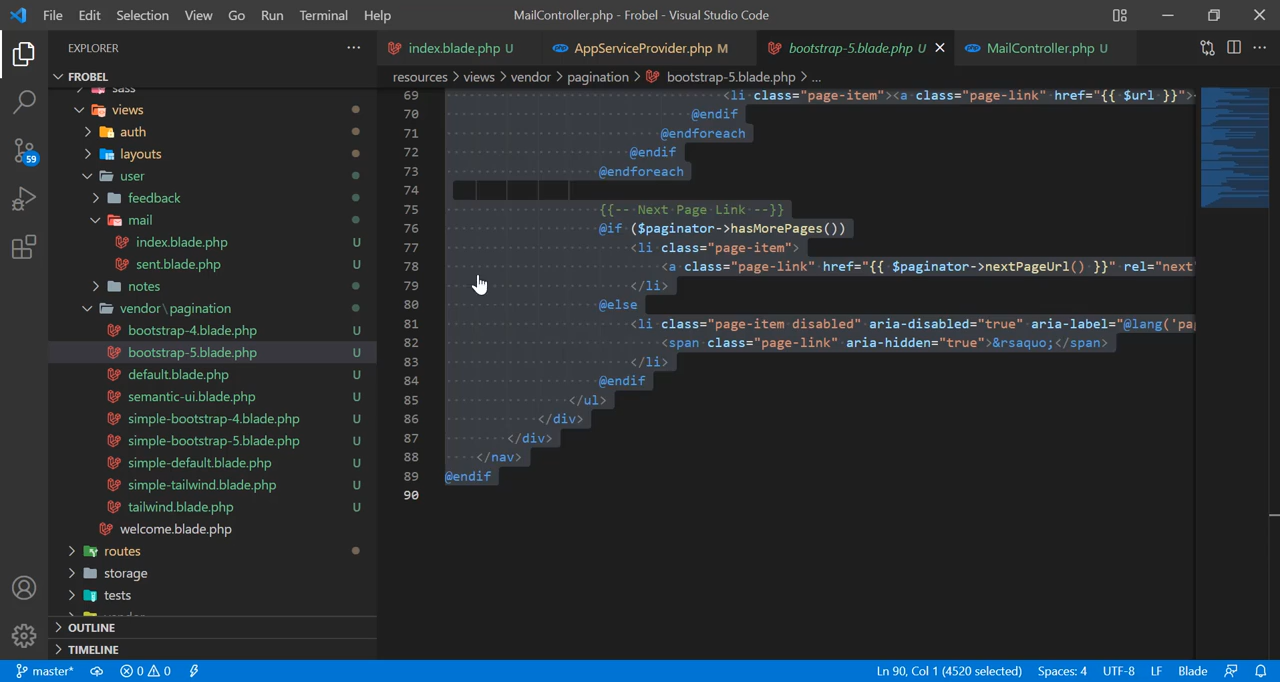 File Edit Selection View Go Run Terminal Help MailController.php - Frobel - Visual Studio Code
EXPLORER
index.blade.php U AppServiceProvider.php M bootstrap-5.blade.php U MailController.php U
FROBEL
resources > views > vendor > pagination > bootstrap-5.blade.php > ...
views
auth
layouts
user
feedback
mail
index.blade.php U
sent.blade.php U
notes
vendor\pagination
bootstrap-4.blade.php U
bootstrap-5.blade.php U
default.blade.php U
semantic-ui.blade.php U
simple-bootstrap-4.blade.php U
simple-bootstrap-5.blade.php U
simple-default.blade.php U
simple-tailwind.blade.php U
tailwind.blade.php U
welcome.blade.php
routes
storage
tests
OUTLINE
TIMELINE
59
69 <li class="page-item"><a class="page-link" href="{{ $url }}">
70 @endif
71 @endforeach
72 @endif
73 @endforeach
74
75 {{-- Next Page Link --}}
76 @if ($paginator->hasMorePages())
77 <li class="page-item">
78 <a class="page-link" href="{{ $paginator->nextPageUrl() }}" rel="next"
79 </li>
80 @else
81 <li class="page-item disabled" aria-disabled="true" aria-label="@lang('pa
82 <span class="page-link" aria-hidden="true">&rsaquo;</span>
83 </li>
84 @endif
85 </ul>
86 </div>
87 </div>
88 </nav>
89 @endif
90
master* 0 0 Ln 90, Col 1 (4520 selected) Spaces: 4 UTF-8 LF Blade